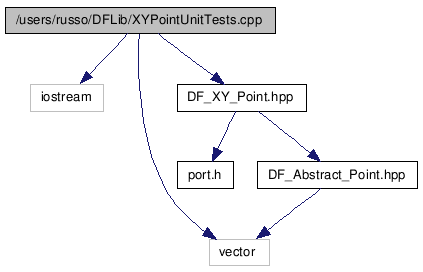 /users/russo/DFLib/XYPointUnitTests.cpp
iostream
DF_XY_Point.hpp
port.h
DF_Abstract_Point.hpp
vector